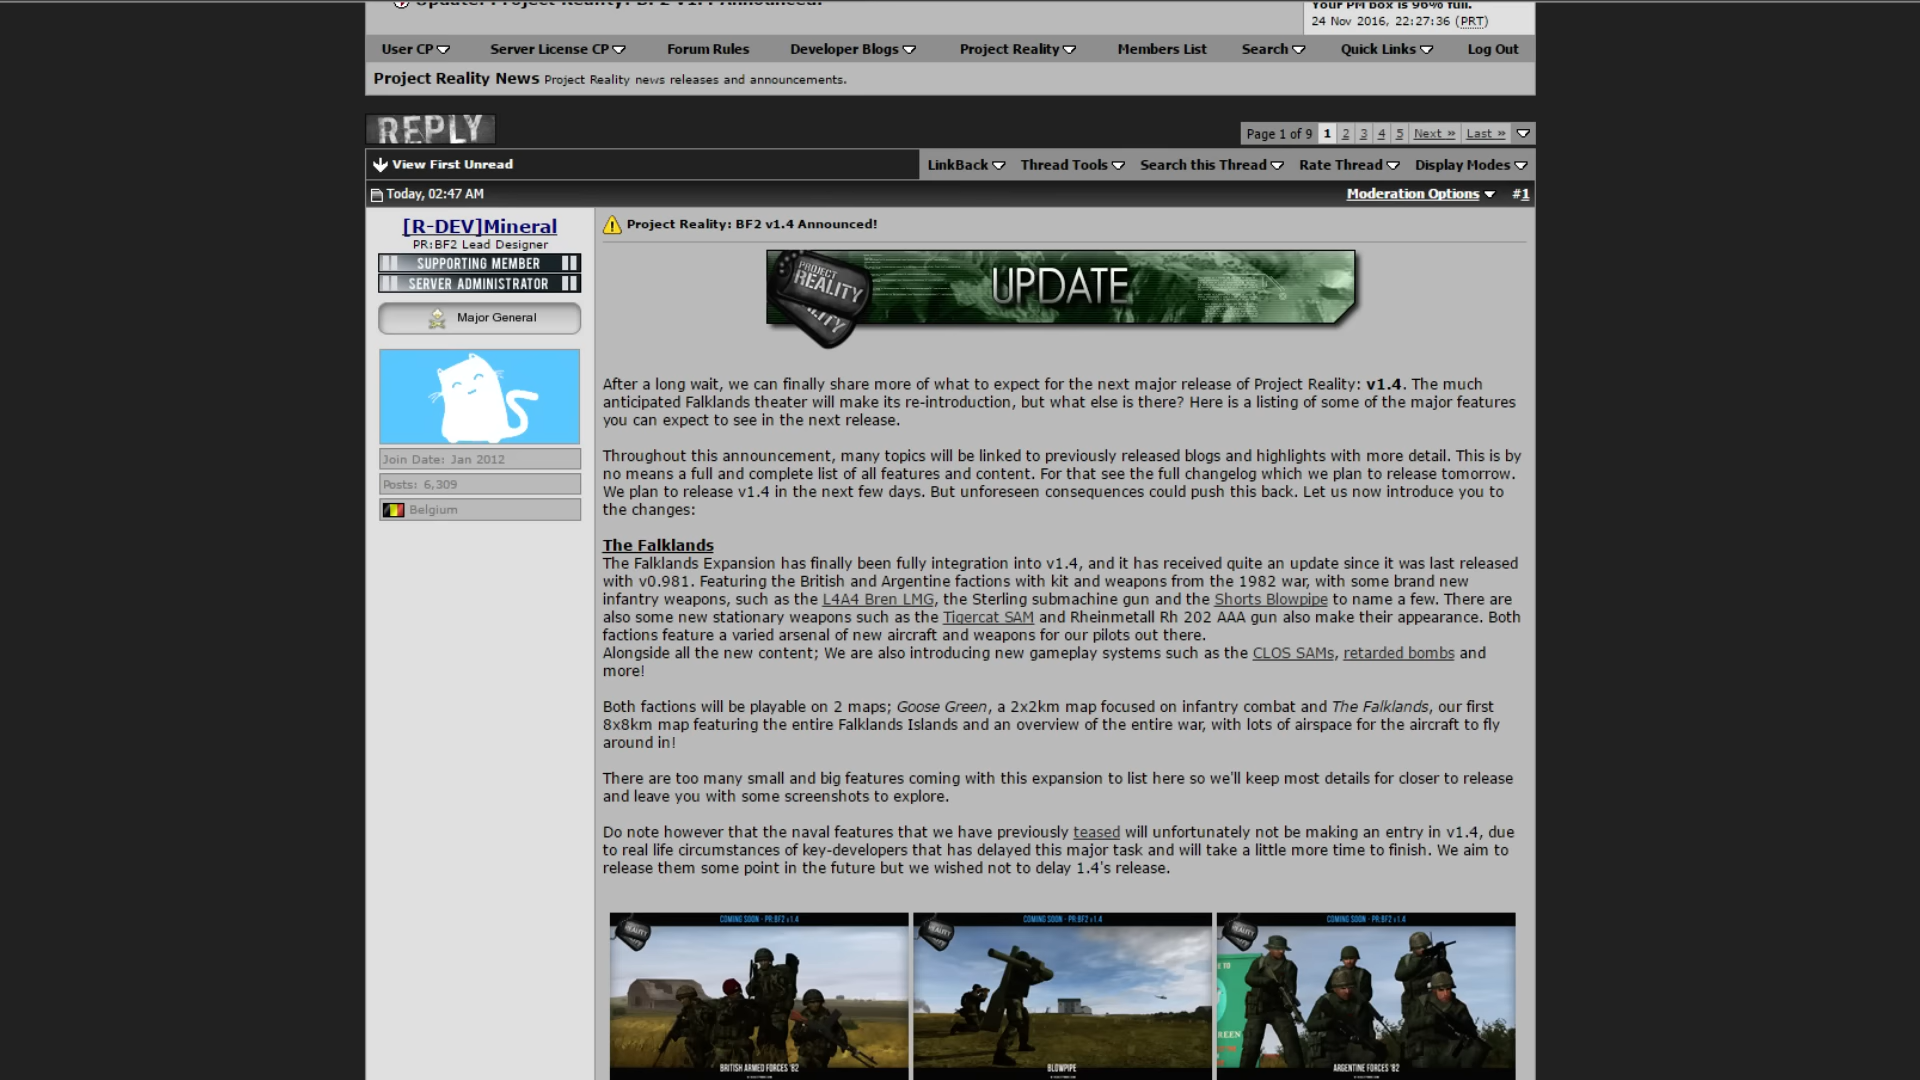 Update: Project Reality: BF2 v1.4 Announced!
Your PM box is 96% full.
24 Nov 2016, 22:27:36 (PRT)
User CP Server License CP Forum Rules Developer Blogs Project Reality Members List Search Quick Links Log Out
Project Reality News Project Reality news releases and announcements.
REPLY
Page 1 of 9 1 2 3 4 5 Next » Last »
View First Unread
LinkBack Thread Tools Search this Thread Rate Thread Display Modes
Today, 02:47 AM
Moderation Options #1
[R-DEV]Mineral
PR:BF2 Lead Designer
SUPPORTING MEMBER
SERVER ADMINISTRATOR
Major General
Join Date: Jan 2012
Posts: 6,309
Belgium
Project Reality: BF2 v1.4 Announced!
PROJECT
REALITY
UPDATE
After a long wait, we can finally share more of what to expect for the next major release of Project Reality: v1.4. The much
anticipated Falklands theater will make its re-introduction, but what else is there? Here is a listing of some of the major features
you can expect to see in the next release.
Throughout this announcement, many topics will be linked to previously released blogs and highlights with more detail. This is by
no means a full and complete list of all features and content. For that see the full changelog which we plan to release tomorrow.
We plan to release v1.4 in the next few days. But unforeseen consequences could push this back. Let us now introduce you to
the changes:
The Falklands
The Falklands Expansion has finally been fully integration into v1.4, and it has received quite an update since it was last released
with v0.981. Featuring the British and Argentine factions with kit and weapons from the 1982 war, with some brand new
infantry weapons, such as the L4A4 Bren LMG, the Sterling submachine gun and the Shorts Blowpipe to name a few. There are
also some new stationary weapons such as the Tigercat SAM and Rheinmetall Rh 202 AAA gun also make their appearance. Both
factions feature a varied arsenal of new aircraft and weapons for our pilots out there.
Alongside all the new content; We are also introducing new gameplay systems such as the CLOS SAMs, retarded bombs and
more!
Both factions will be playable on 2 maps; Goose Green, a 2x2km map focused on infantry combat and The Falklands, our first
8x8km map featuring the entire Falklands Islands and an overview of the entire war, with lots of airspace for the aircraft to fly
around in!
There are too many small and big features coming with this expansion to list here so we'll keep most details for closer to release
and leave you with some screenshots to explore.
Do note however that the naval features that we have previously teased will unfortunately not be making an entry in v1.4, due
to real life circumstances of key-developers that has delayed this major task and will take a little more time to finish. We aim to
release them some point in the future but we wished not to delay 1.4's release.
COMING SOON - PR:BF2 v1.4
BRITISH ARMED FORCES '82
COMING SOON - PR:BF2 v1.4
BLOWPIPE
COMING SOON - PR:BF2 v1.4
ARGENTINE FORCES '82